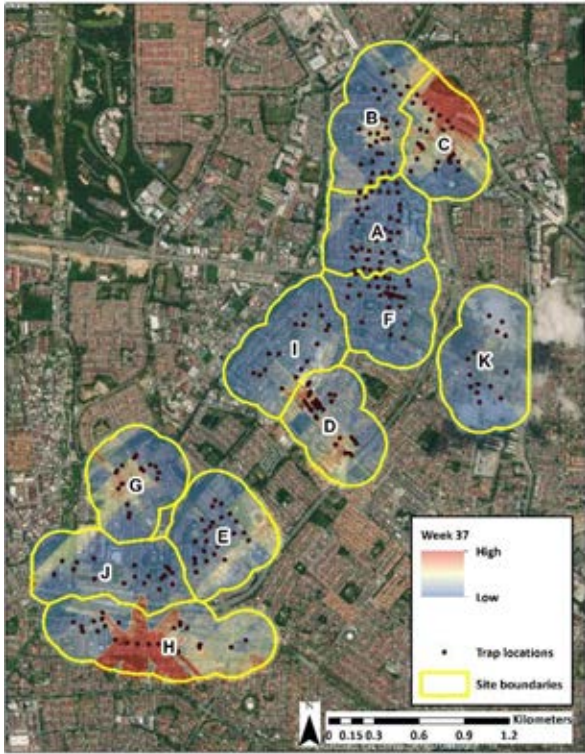 B
C
A
F
I
K
D
G
E
J
H
Week 37
High
Low
Trap locations
Site boundaries
N
Kilometers
0 0.15 0.3 0.6 0.9 1.2